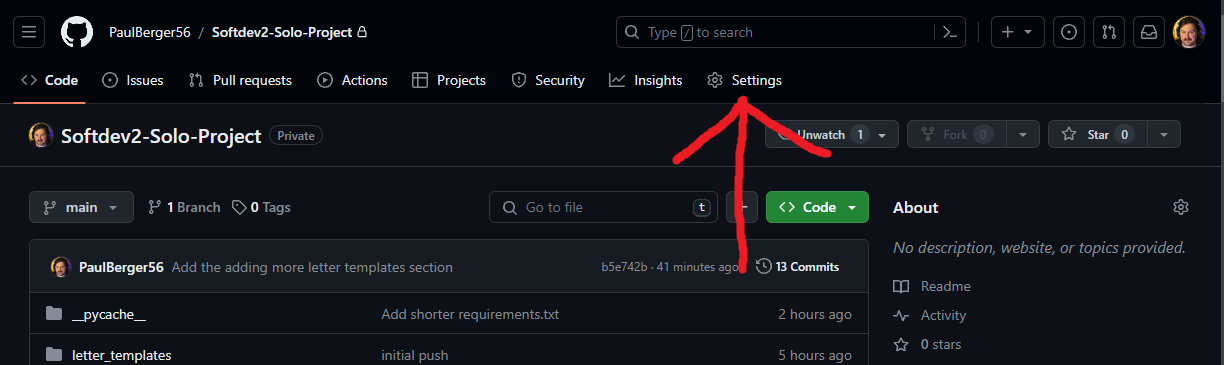 PaulBerger56 / Softdev2-Solo-Project
Type / to search
Code Issues Pull requests Actions Projects Security Insights Settings
Softdev2-Solo-Project Private
Unwatch 1 Fork 0 Star 0
main 1 Branch 0 Tags
Go to file t
Code
About
PaulBerger56 Add the adding more letter templates section b5e742b · 41 minutes ago 13 Commits
No description, website, or topics provided.
__pycache__ Add shorter requirements.txt 2 hours ago
Readme
Activity
0 stars
letter_templates initial push 5 hours ago